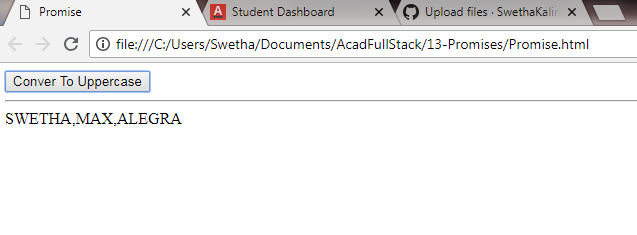 Promise
Student Dashboard
Upload files · SwethaKalin
file:///C:/Users/Swetha/Documents/AcadFullStack/13-Promises/Promise.html
Conver To Uppercase
SWETHA,MAX,ALEGRA